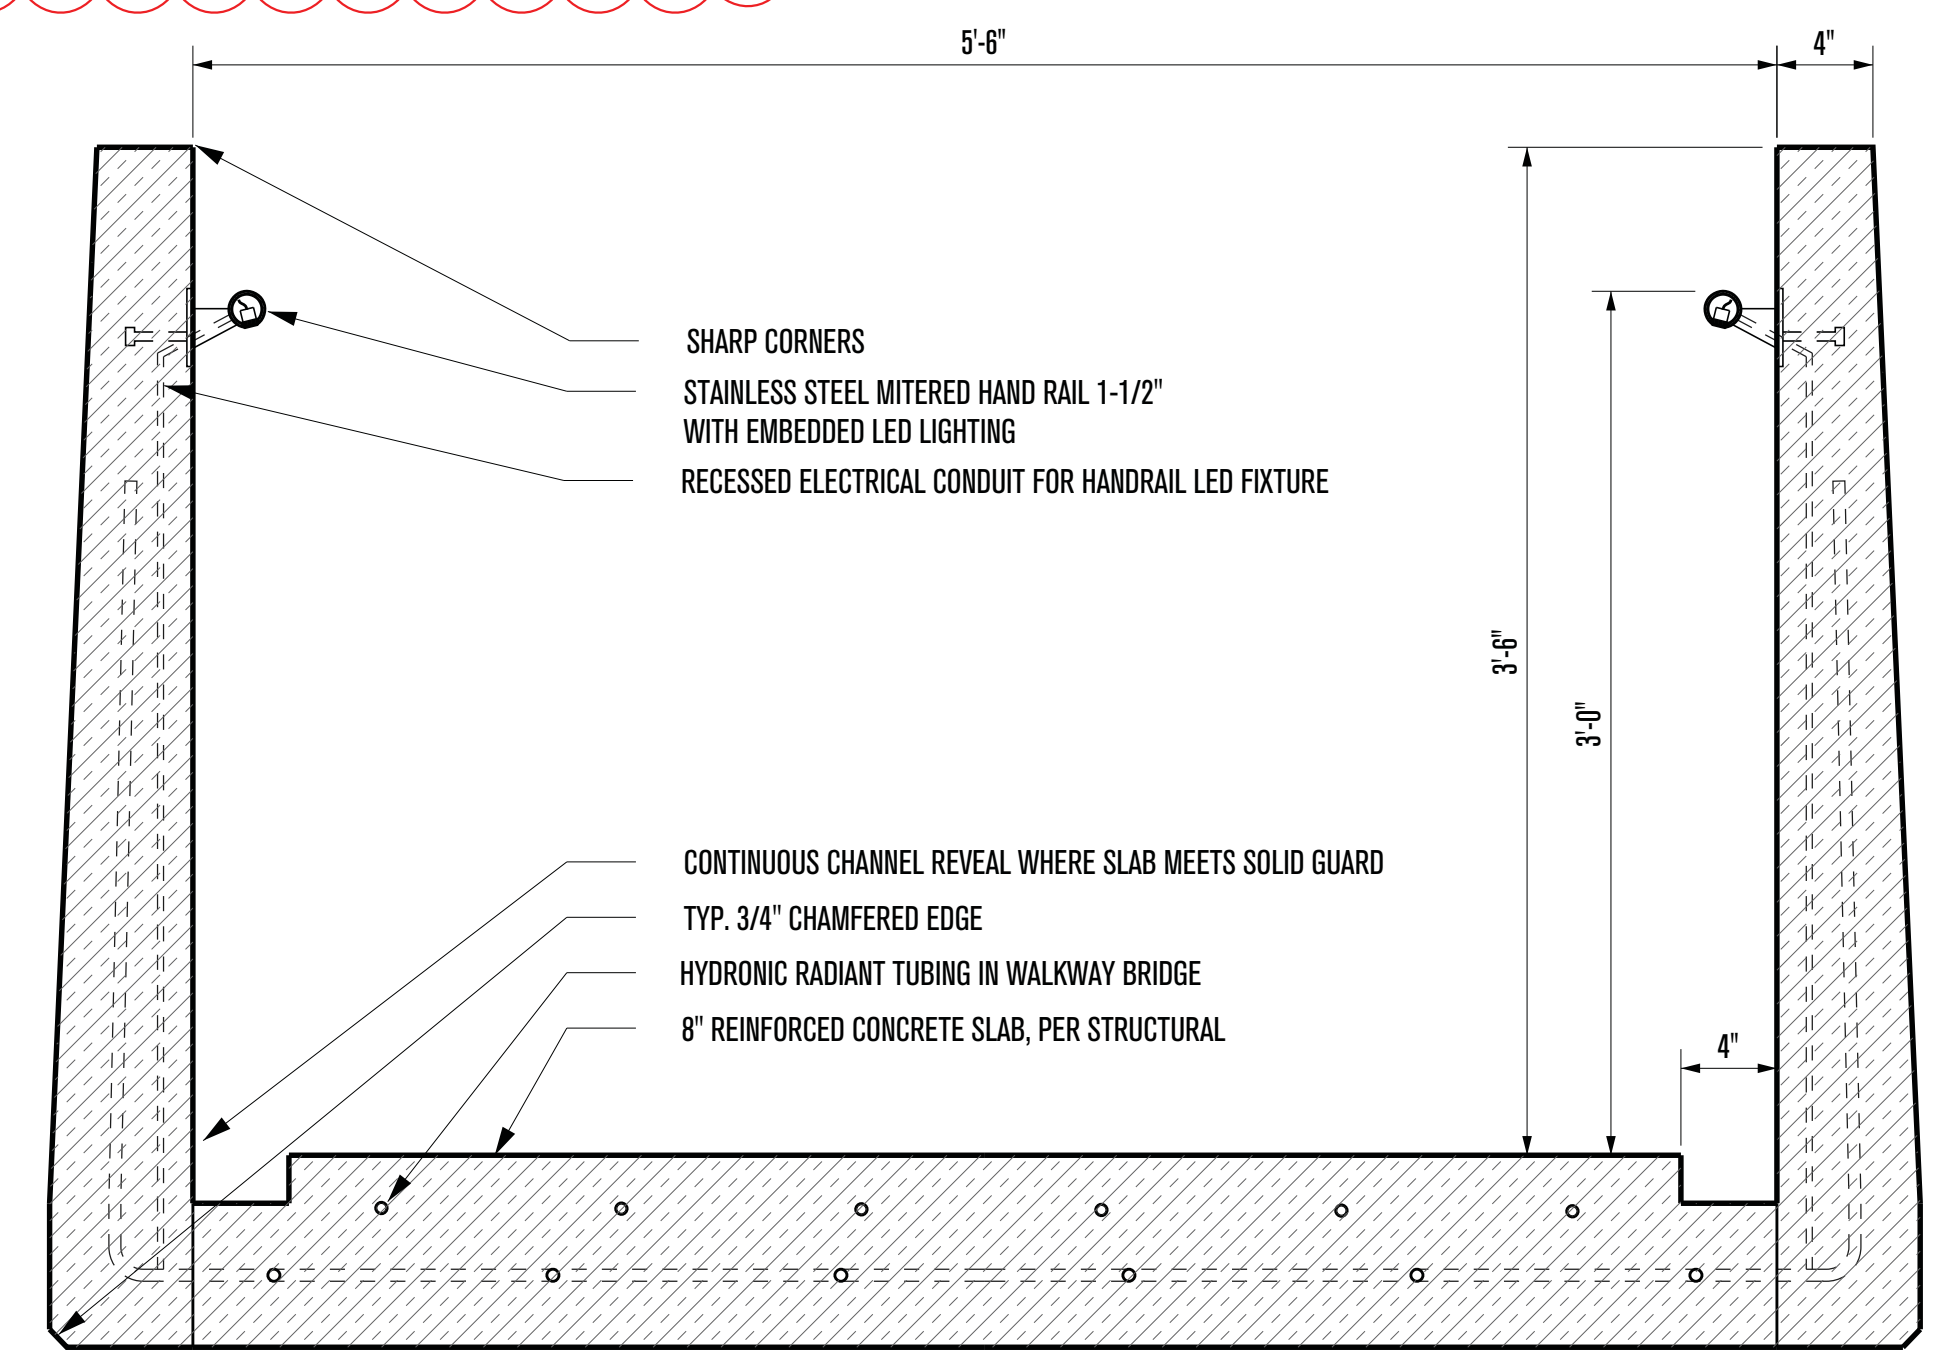 5'-6"
4"
SHARP CORNERS
STAINLESS STEEL MITERED HAND RAIL 1-1/2"
WITH EMBEDDED LED LIGHTING
RECESSED ELECTRICAL CONDUIT FOR HANDRAIL LED FIXTURE
3'-6"
3'-0"
CONTINUOUS CHANNEL REVEAL WHERE SLAB MEETS SOLID GUARD
TYP. 3/4" CHAMFERED EDGE
HYDRONIC RADIANT TUBING IN WALKWAY BRIDGE
8" REINFORCED CONCRETE SLAB, PER STRUCTURAL
4"